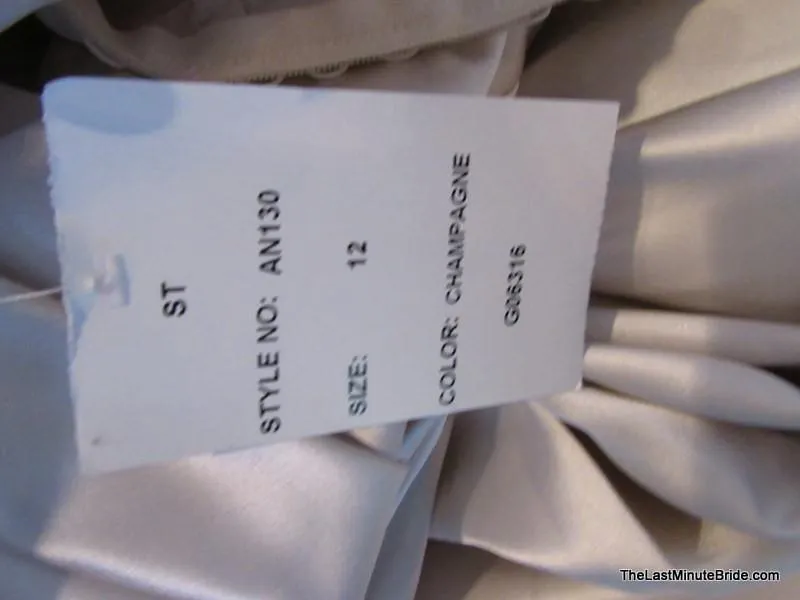 ST
STYLE NO: AN130
SIZE: 12
COLOR: CHAMPAGNE
G06316
TheLastMinuteBride.com